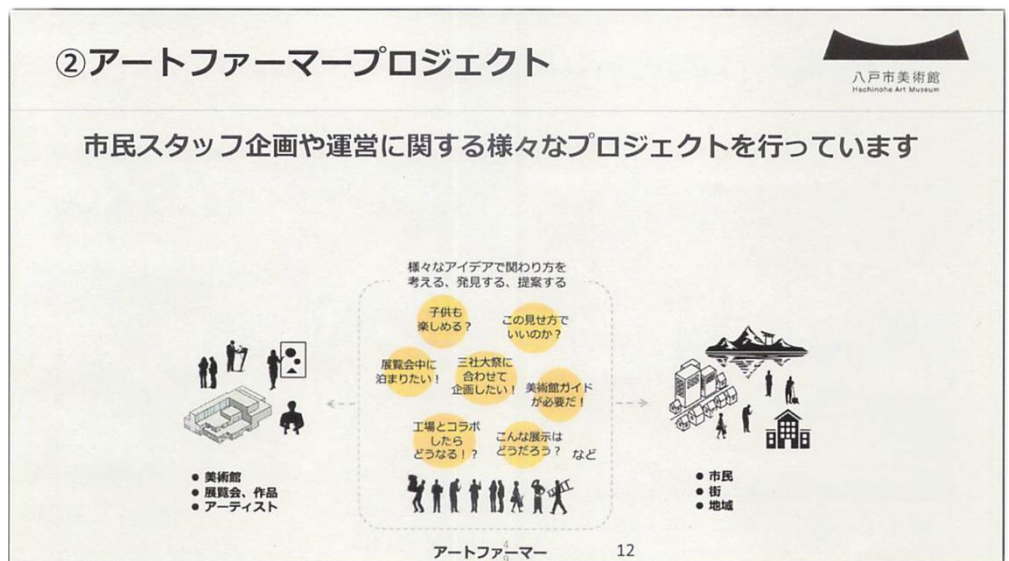 ②アートファーマープロジェクト
八戸市美術館
Hachinohe Art Museum
市民スタッフ企画や運営に関する様々なプロジェクトを行っています
様々なアイデアで関わり方を
考える、発見する、提案する
子供も
楽しめる？
この見せ方で
いいのか？
展覧会中に
泊まりたい！
三社大祭に
合わせて
企画したい！
美術館ガイド
が必要だ！
工場とコラボ
したら
どうなる！？
こんな展示は
どうだろう？
など
● 美術館
● 展覧会、作品
● アーティスト
● 市民
● 街
● 地域
アートファーマー
12